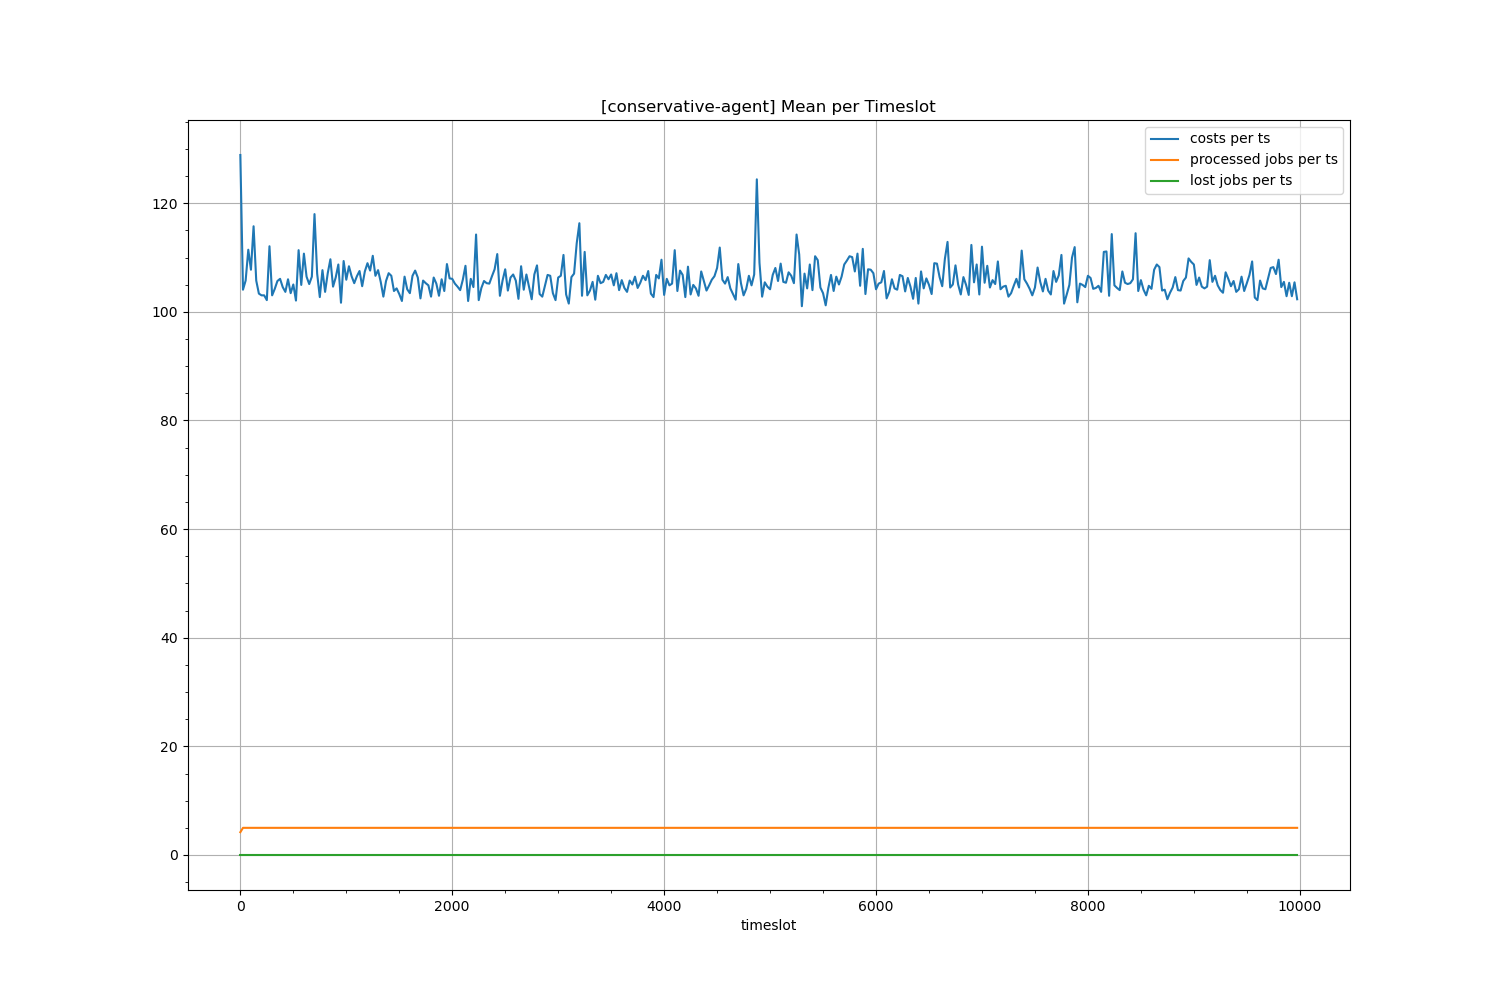 [conservative-agent] Mean per Timeslot
costs per ts
processed jobs per ts
lost jobs per ts
120
100
80
60
40
20
0
0 2000 4000 6000 8000 10000
timeslot